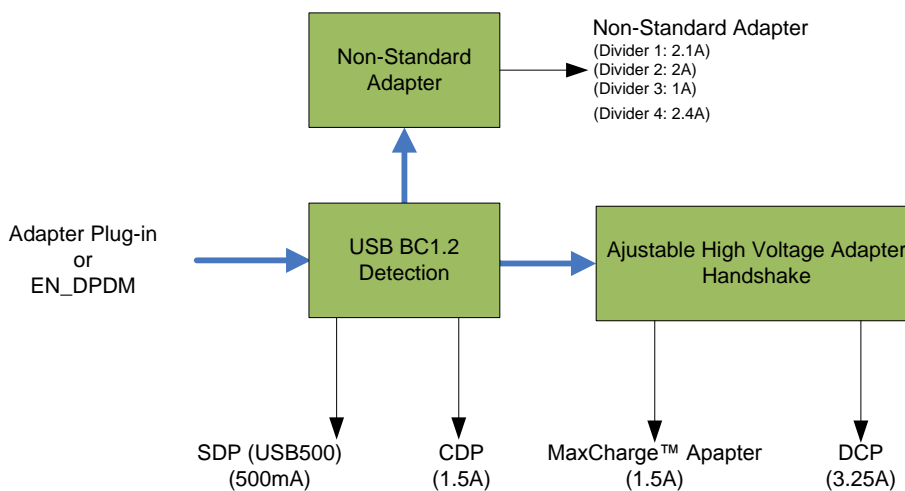 Non-Standard
Adapter
Non-Standard Adapter
(Divider 1: 2.1A)
(Divider 2: 2A)
(Divider 3: 1A)
(Divider 4: 2.4A)
Adapter Plug-in
or
EN_DPDM
USB BC1.2
Detection
Ajustable High Voltage Adapter
Handshake
SDP (USB500)
(500mA)
CDP
(1.5A)
MaxCharge™ Apapter
(1.5A)
DCP
(3.25A)